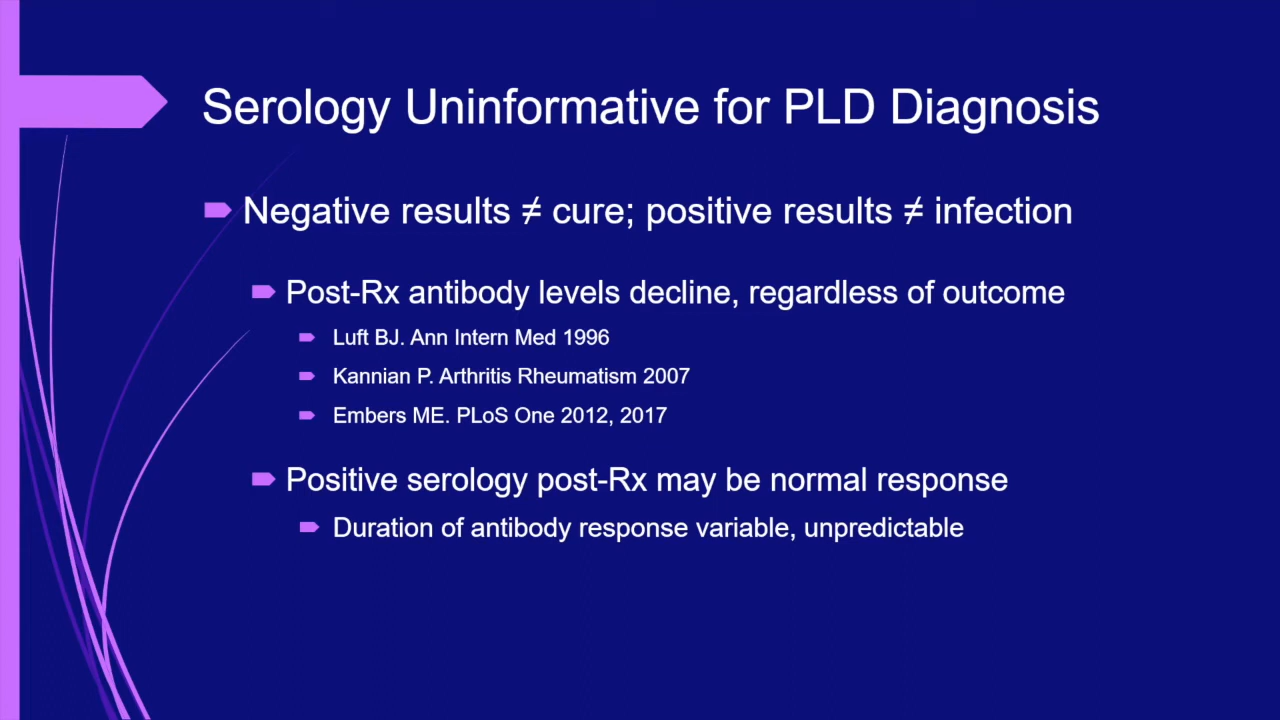 Serology Uninformative for PLD Diagnosis
Negative results ≠ cure; positive results ≠ infection
Post-Rx antibody levels decline, regardless of outcome
Luft BJ. Ann Intern Med 1996
Kannian P. Arthritis Rheumatism 2007
Embers ME. PLoS One 2012, 2017
Positive serology post-Rx may be normal response
Duration of antibody response variable, unpredictable